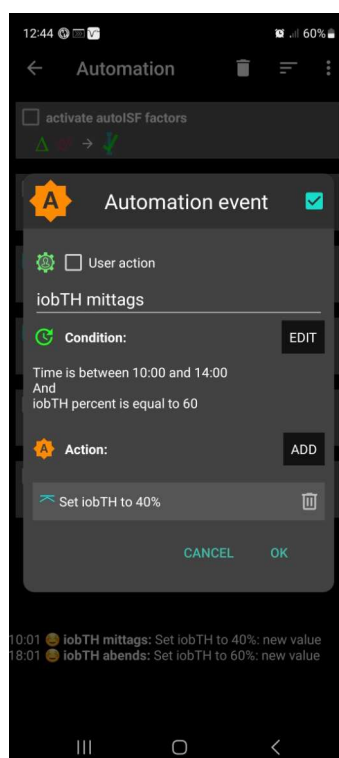 12:44
60%
Automation
activate autoISF factors
Automation event
User action
iobTH mittags
Condition:
EDIT
Time is between 10:00 and 14:00
And
iobTH percent is equal to 60
Action:
ADD
Set iobTH to 40%
CANCEL
OK
10:01 iobTH mittags: Set iobTH to 40%: new value
18:01 iobTH abends: Set iobTH to 60%: new value